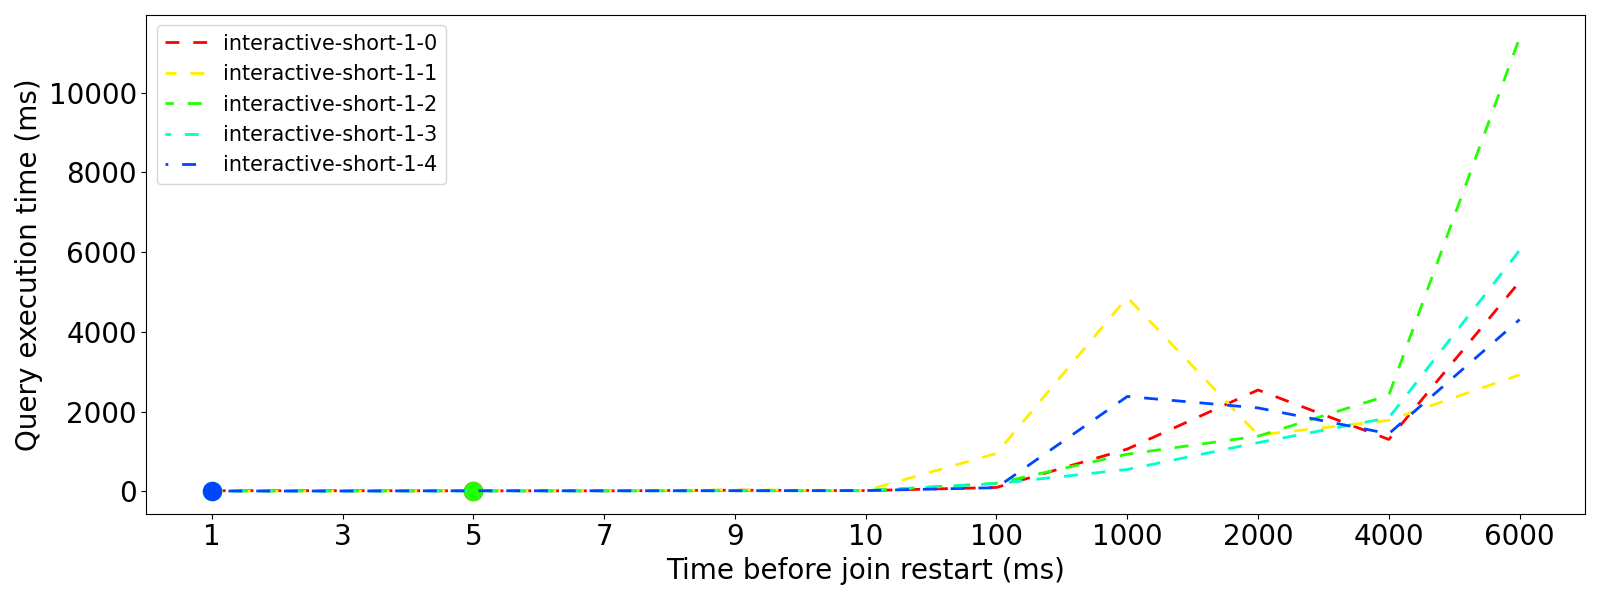 interactive-short-1-0
interactive-short-1-1
interactive-short-1-2
interactive-short-1-3
interactive-short-1-4
Query execution time (ms)
10000
8000
6000
4000
2000
0
1 3 5 7 9 10 100 1000 2000 4000 6000
Time before join restart (ms)